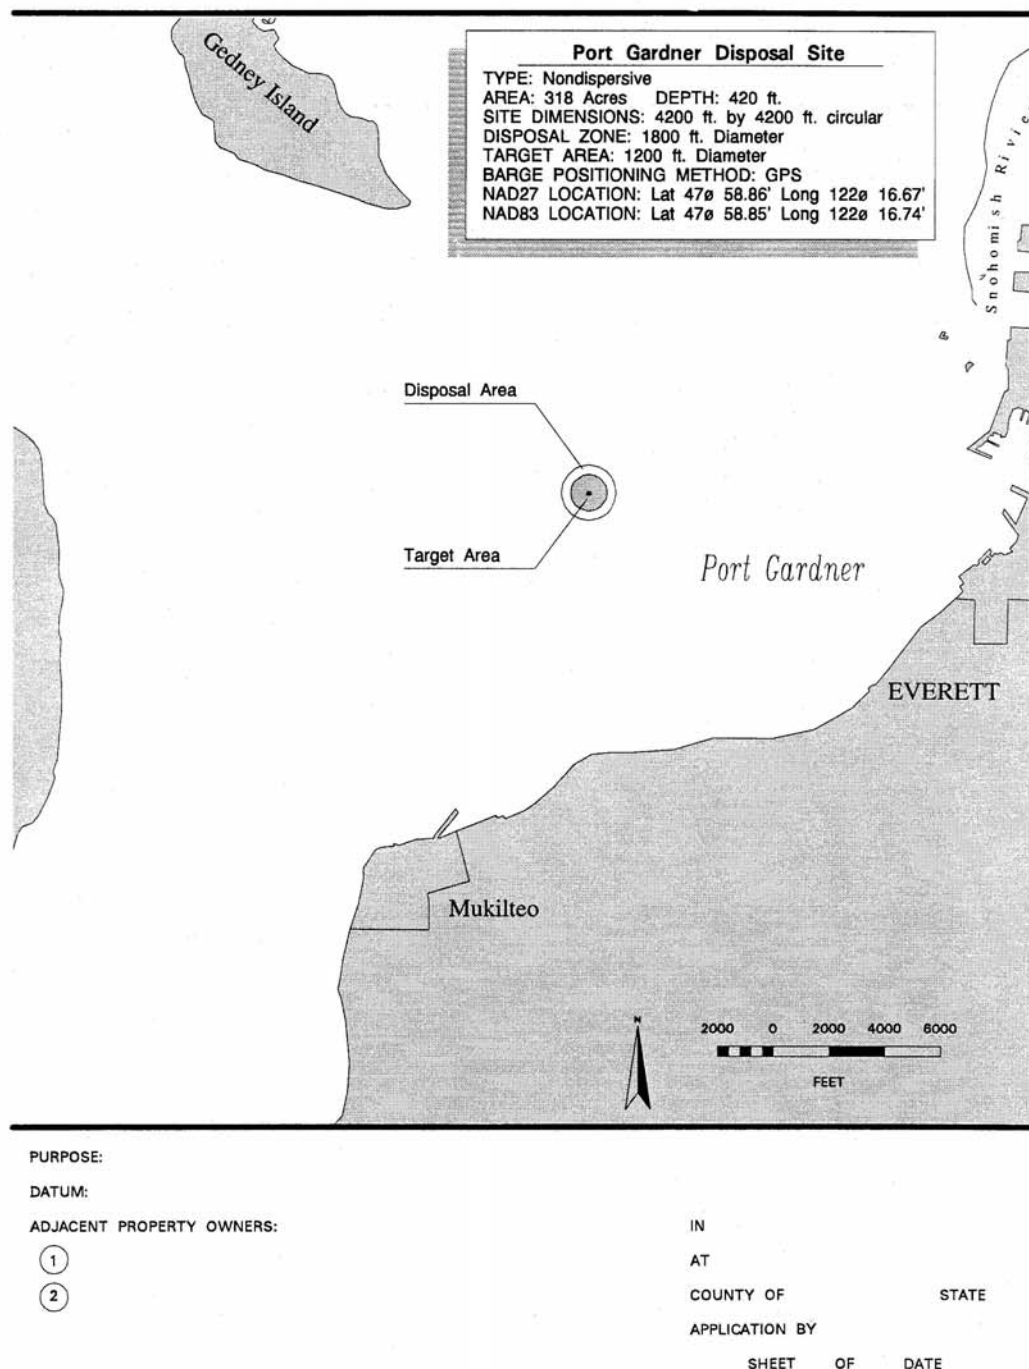 Gedney Island
Port Gardner Disposal Site
TYPE: Nondispersive
AREA: 318 Acres DEPTH: 420 ft.
SITE DIMENSIONS: 4200 ft. by 4200 ft. circular
DISPOSAL ZONE: 1800 ft. Diameter
TARGET AREA: 1200 ft. Diameter
BARGE POSITIONING METHOD: GPS
NAD27 LOCATION: Lat 47ø 58.86' Long 122ø 16.67'
NAD83 LOCATION: Lat 47ø 58.85' Long 122ø 16.74'
Snohomish River
Disposal Area
Target Area
Port Gardner
EVERETT
Mukilteo
N
2000 0 2000 4000 6000
FEET
PURPOSE:
DATUM:
ADJACENT PROPERTY OWNERS:
1
2
IN
AT
COUNTY OF STATE
APPLICATION BY
SHEET OF DATE